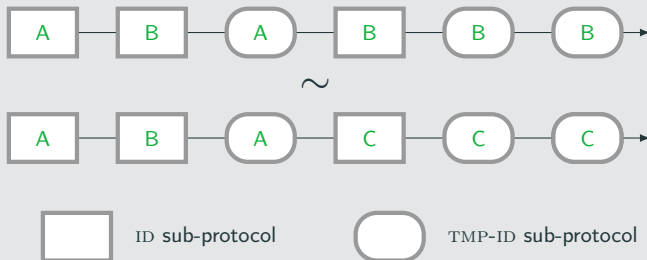 A B A B B B
∼
A B A C C C
ID sub-protocol TMP-ID sub-protocol